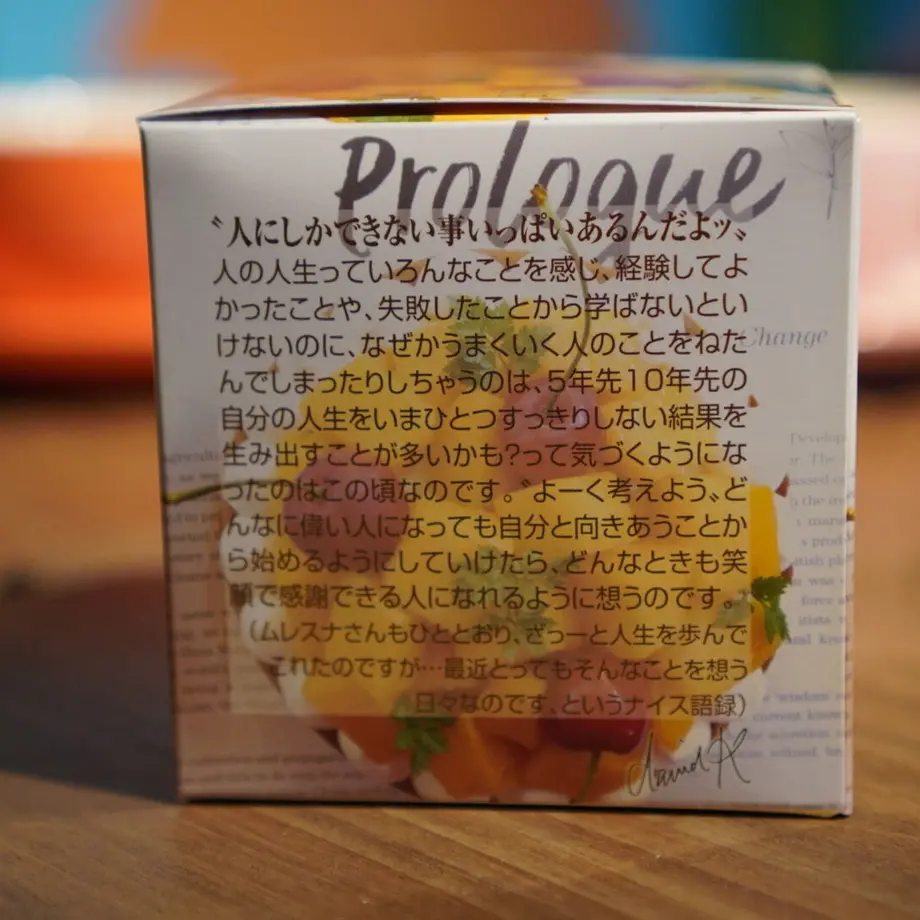 Prologue
〝人にしかできない事いっぱいあるんだよッ〟
人の人生っていろんなことを感じ、経験してよ
かったことや、失敗したことから学ばないとい
けないのに、なぜかうまくいく人のことをねた
んでしまったりしちゃうのは、5年先10年先の
自分の人生をいまひとつすっきりしない結果を
生み出すことが多いかも?って気づくようにな
ったのはこの頃なのです。〝よーく考えよう〟ど
んなに偉い人になっても自分と向きあうことか
ら始めるようにしていけたら、どんなときも笑
顔で感謝できる人になれるように想うのです。
(ムレスナさんもひととおり、ざっーと人生を歩んで
これたのですが…最近とってもそんなことを想う
日々なのです、というナイス語録)
Change